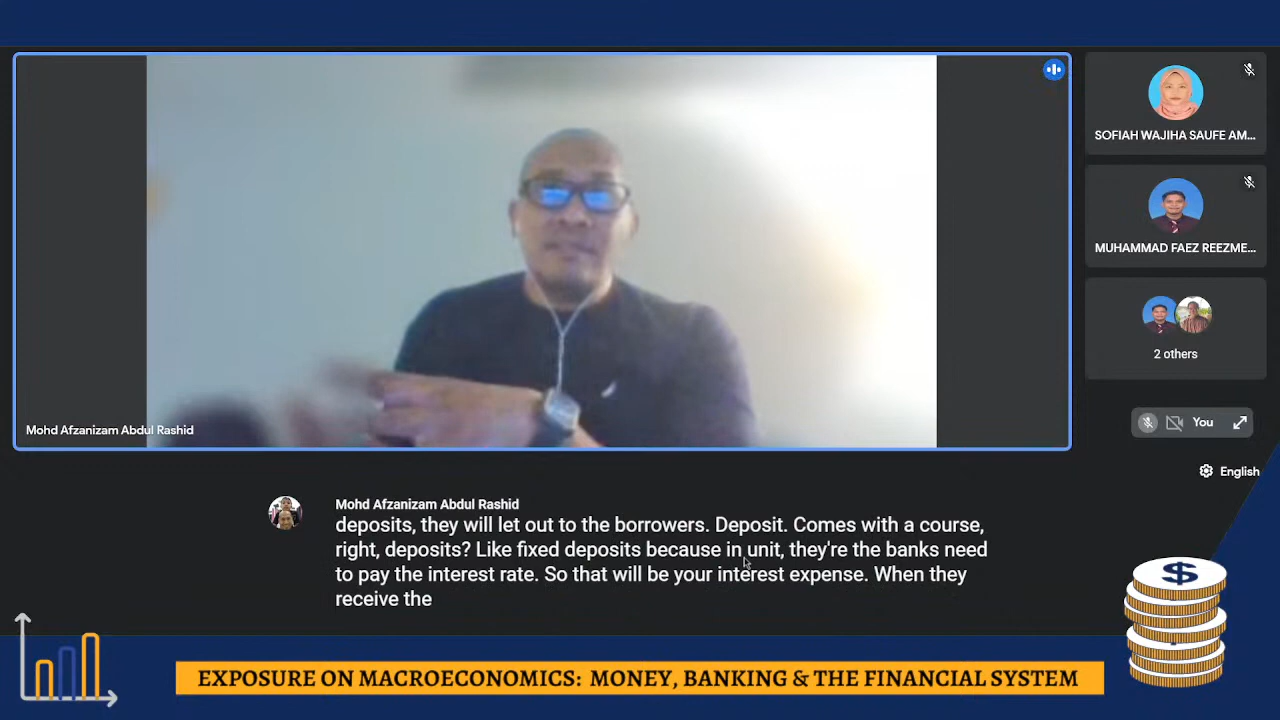 SOFIAH WAJIHA SAUFE AM...
MUHAMMAD FAEZ REEZME...
2 others
You
English
Mohd Afzanizam Abdul Rashid
Mohd Afzanizam Abdul Rashid
deposits, they will let out to the borrowers. Deposit. Comes with a course,
right, deposits? Like fixed deposits because in unit, they're the banks need
to pay the interest rate. So that will be your interest expense. When they
receive the
$
EXPOSURE ON MACROECONOMICS: MONEY, BANKING & THE FINANCIAL SYSTEM